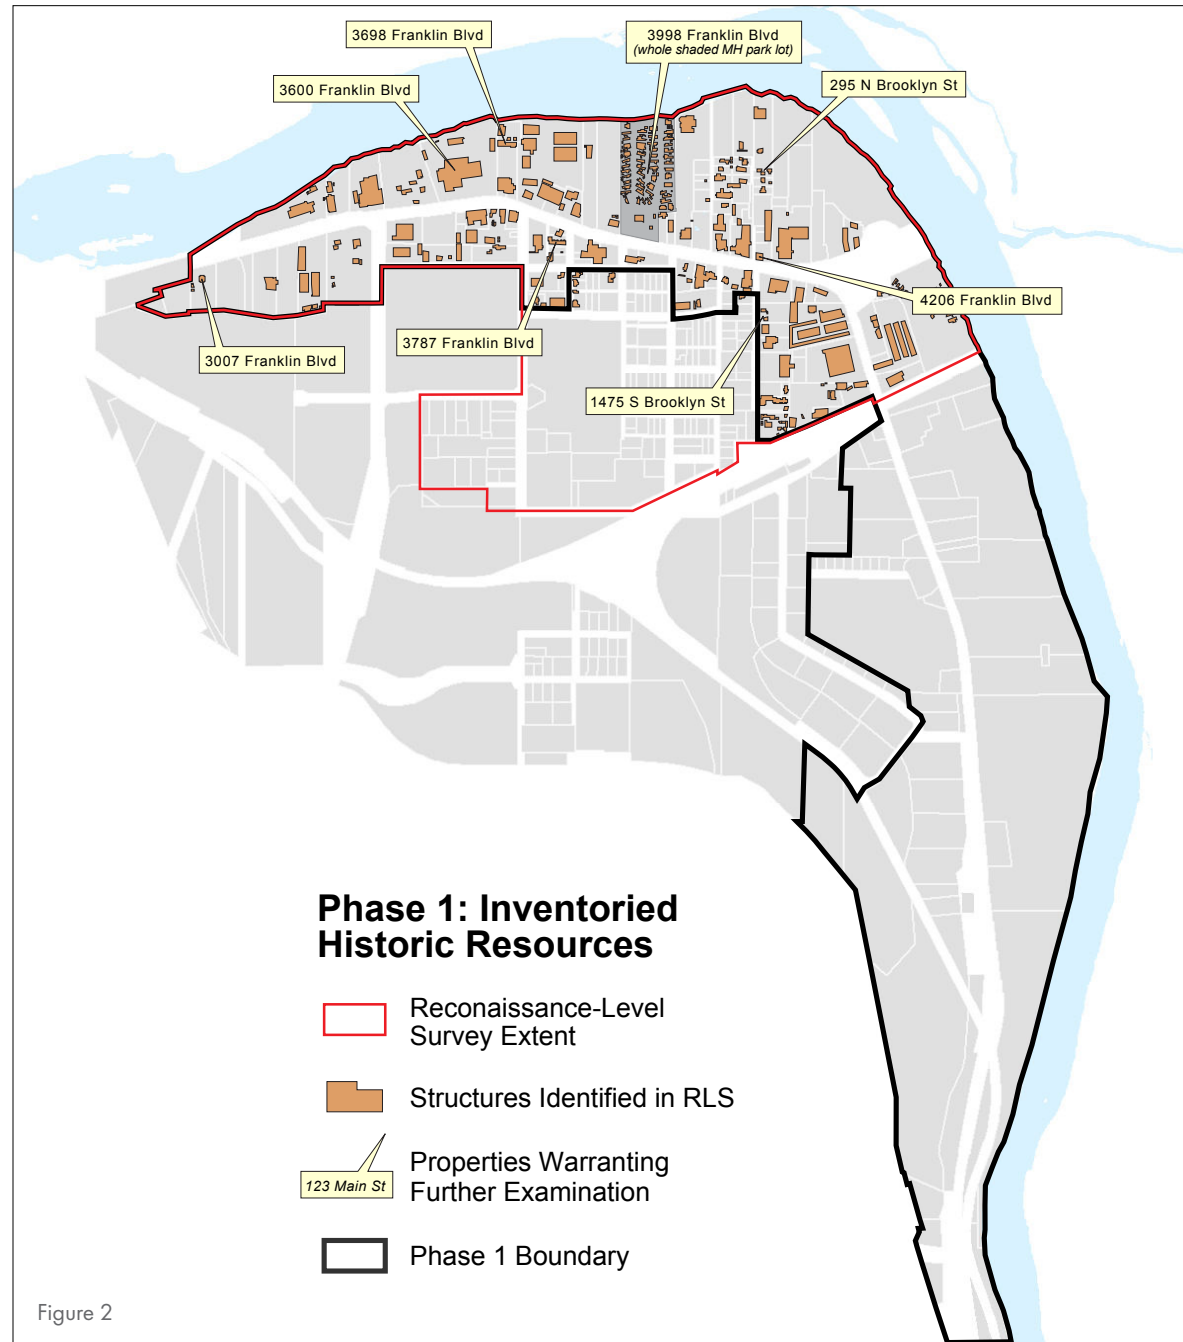 3698 Franklin Blvd
3998 Franklin Blvd
(whole shaded MH park lot)
3600 Franklin Blvd
295 N Brooklyn St
4206 Franklin Blvd
3787 Franklin Blvd
3007 Franklin Blvd
1475 S Brooklyn St
Phase 1: Inventoried
Historic Resources
Reconaissance-Level
Survey Extent
Structures Identified in RLS
Properties Warranting
Further Examination
123 Main St
Phase 1 Boundary
Figure 2